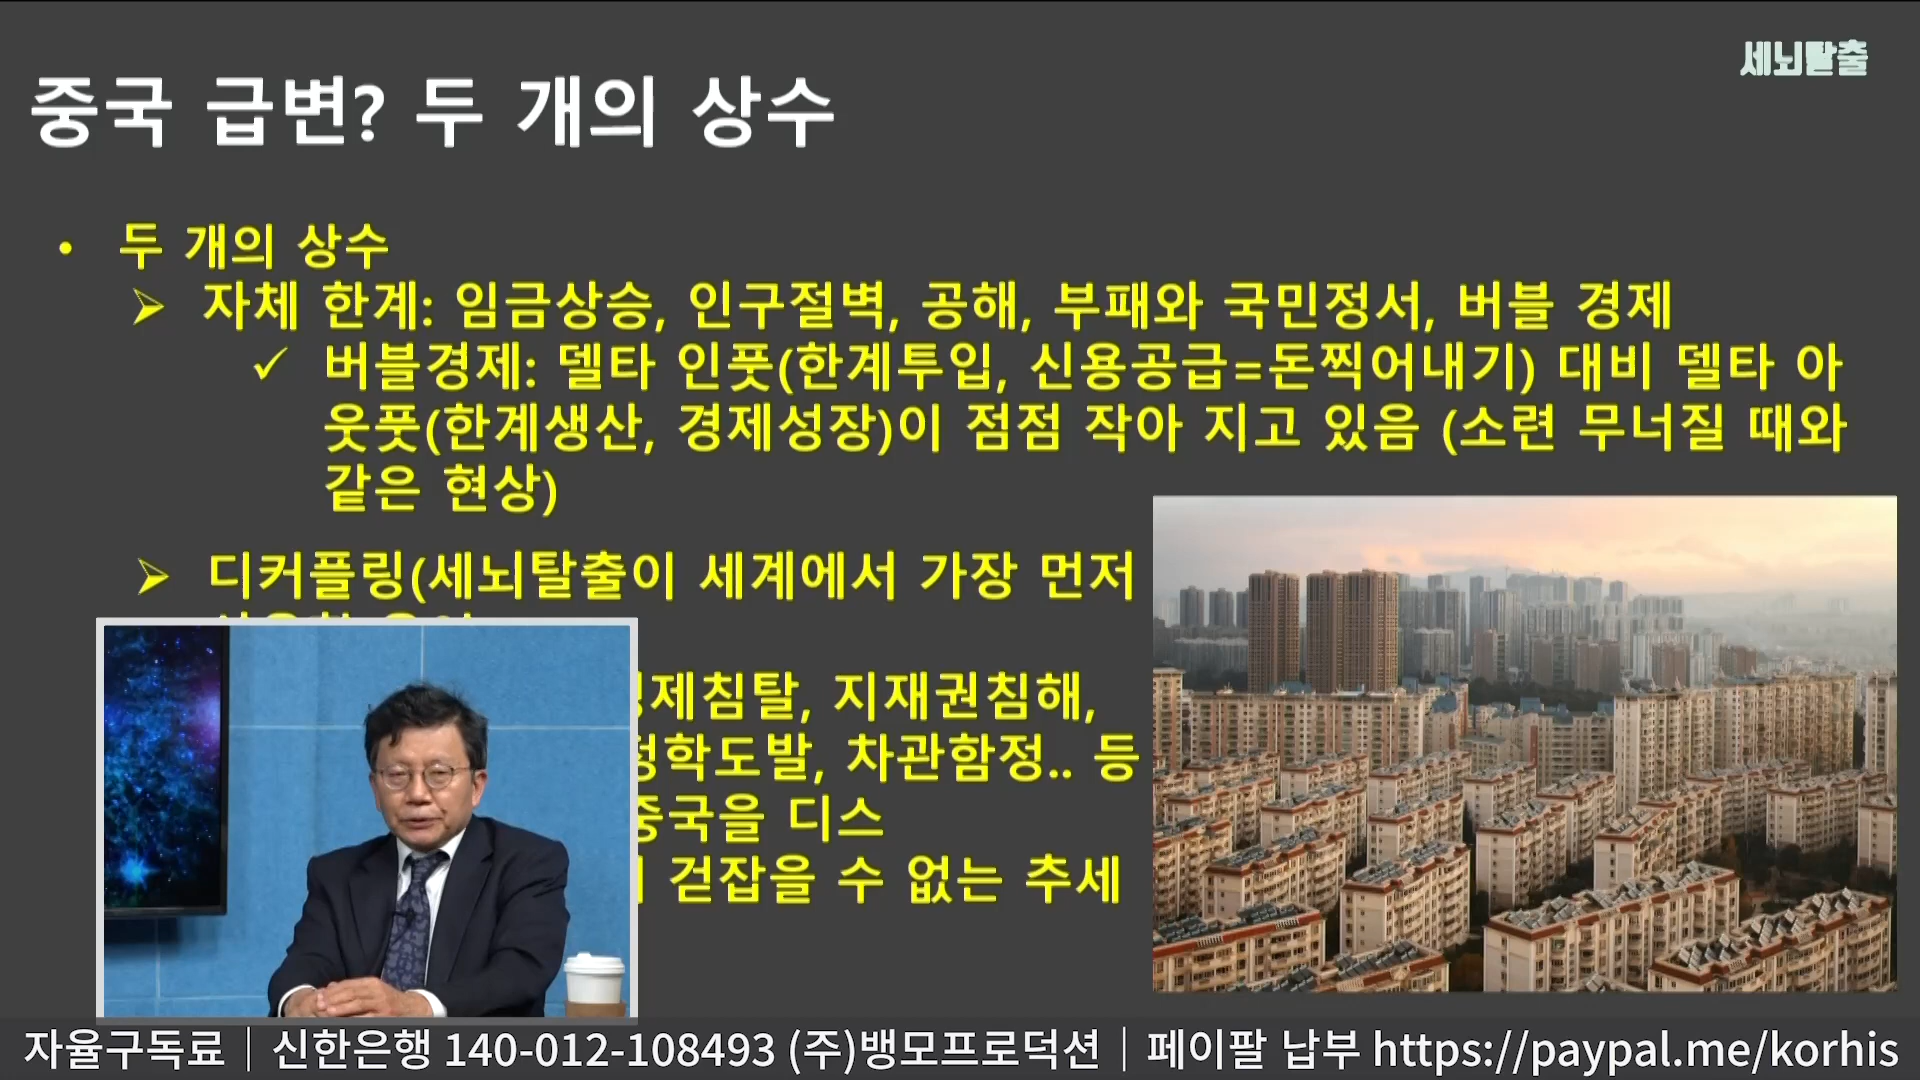 세뇌탈출
중국 급변? 두 개의 상수
• 두 개의 상수
➢ 자체 한계: 임금상승, 인구절벽, 공해, 부패와 국민정서, 버블 경제
✓ 버블경제: 델타 인풋(한계투입, 신용공급=돈찍어내기) 대비 델타 아
웃풋(한계생산, 경제성장)이 점점 작아 지고 있음 (소련 무너질 때와
같은 현상)
➢ 디커플링(세뇌탈출이 세계에서 가장 먼저
지재권침해,
차관함정.. 등
중국을 디스
걷잡을 수 없는 추세
자율구독료│신한은행 140-012-108493 (주)뱅모프로덕션│페이팔 납부 https://paypal.me/korhis